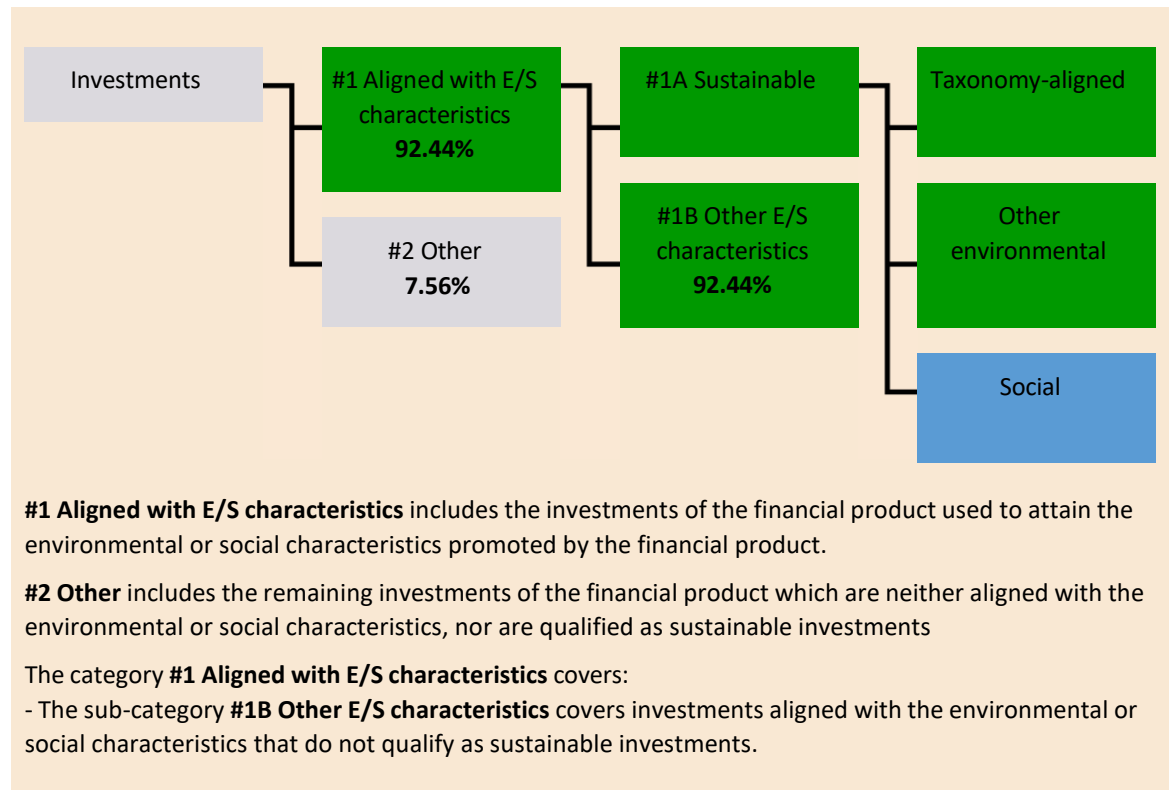 Investments
#1 Aligned with E/S
characteristics
92.44%
#2 Other
7.56%
#1A Sustainable
#1B Other E/S
characteristics
92.44%
Taxonomy-aligned
Other
environmental
Social
#1 Aligned with E/S characteristics includes the investments of the financial product used to attain the
environmental or social characteristics promoted by the financial product.
#2 Other includes the remaining investments of the financial product which are neither aligned with the
environmental or social characteristics, nor are qualified as sustainable investments
The category #1 Aligned with E/S characteristics covers:
- The sub-category #1B Other E/S characteristics covers investments aligned with the environmental or
social characteristics that do not qualify as sustainable investments.